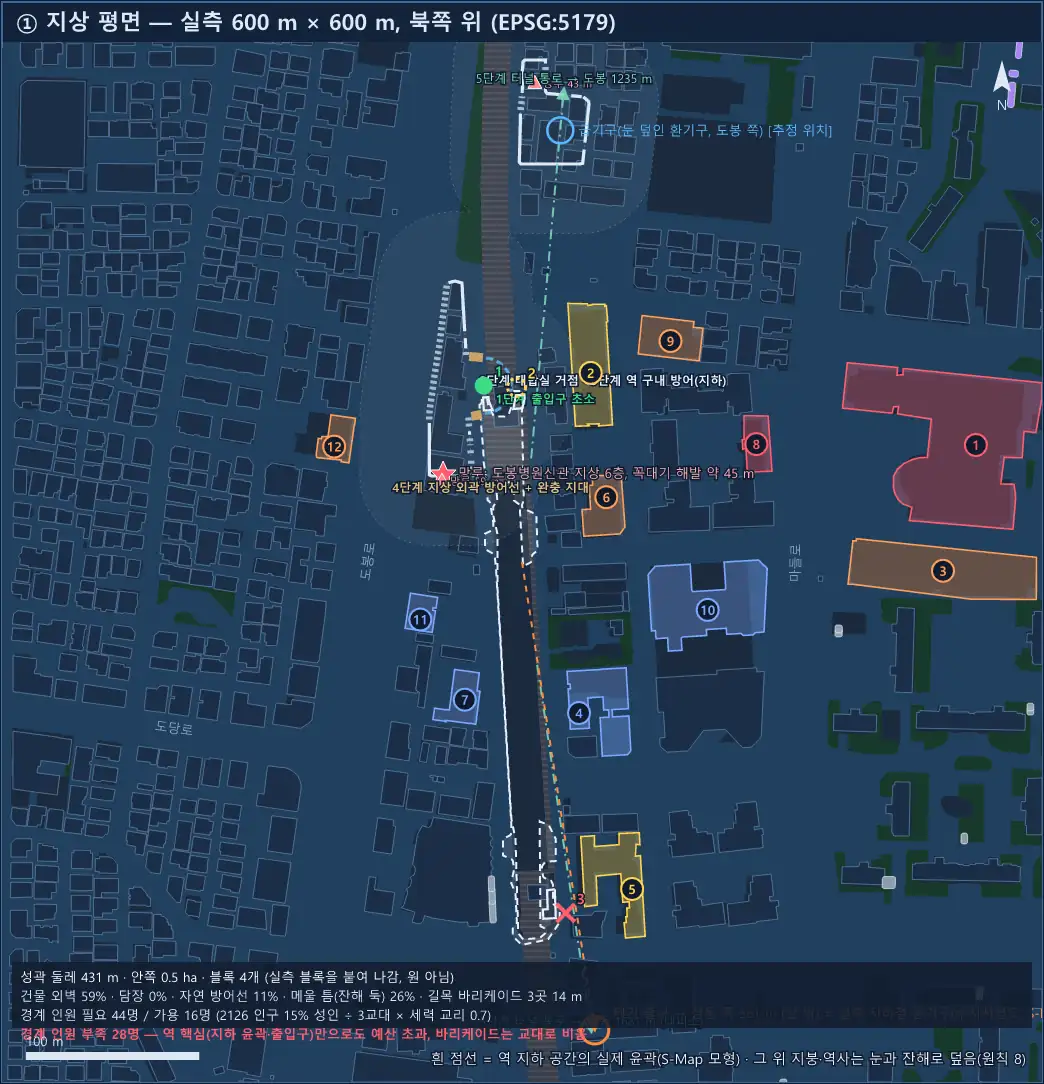 ① 지상 평면 — 실측 600 m × 600 m, 북쪽 위 (EPSG:5179)
N
5단계 터널 통로 → 도봉 1235 m
공기구(눈 덮인 환기구, 도봉 쪽) [추정 위치]
9
2
1
2
단계 대합실 거점
단계 역 구내 방어(지하)
1단계 출입구 초소
8
1
12
망루, 도봉병원신관 지상 6층, 꼭대기 해발 약 45 m
4단계 지상 외곽 방어선 + 완충 지대
6
도봉로
마들로
3
10
11
7
4
도당로
5
3
성곽 둘레 431 m · 안쪽 0.5 ha · 블록 4개 (실측 블록을 붙여 나감, 원 아님)
건물 외벽 59% · 담장 0% · 자연 방어선 11% · 메울 틈(잔해 둑) 26% · 길목 바리케이드 3곳 14 m
경계 인원 필요 44명 / 가용 16명 (2126 인구 15% 성인 ÷ 3교대 × 세력 교리 0.7)
경계 인원 부족 28명 — 역 핵심(지하 윤곽·출입구)만으로도 예산 초과, 바리케이드는 교대로 비움
100 m
흰 점선 = 역 지하 공간의 실제 윤곽(S-Map 모형) · 그 위 지붕·역사는 눈과 잔해로 덮음(원칙 8)